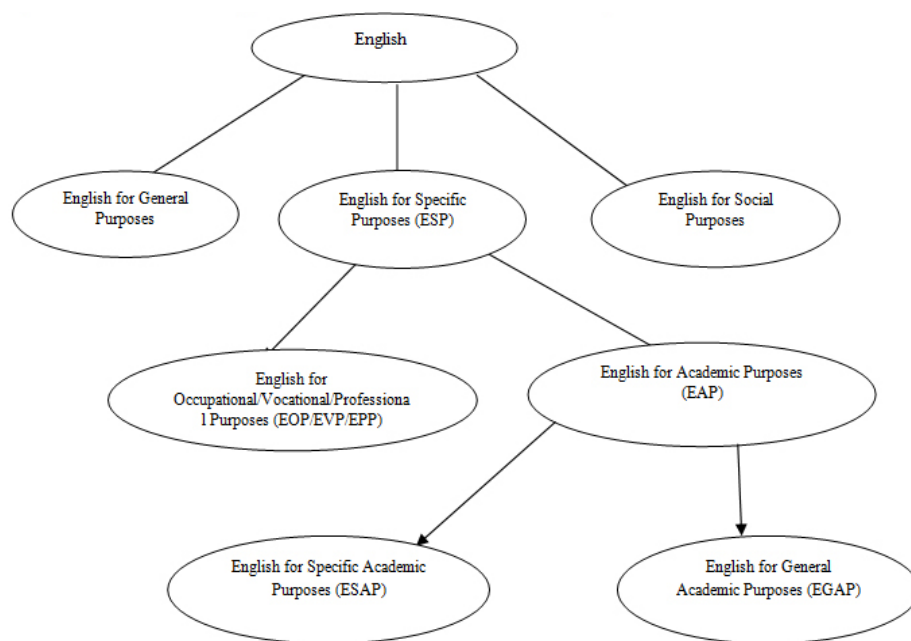 English
English for General
Purposes
English for Specific
Purposes (ESP)
English for Social
Purposes
English for
Occupational/Vocational/Professiona
l Purposes (EOP/EVP/EPP)
English for Academic Purposes
(EAP)
English for Specific Academic
Purposes (ESAP)
English for General
Academic Purposes (EGAP)